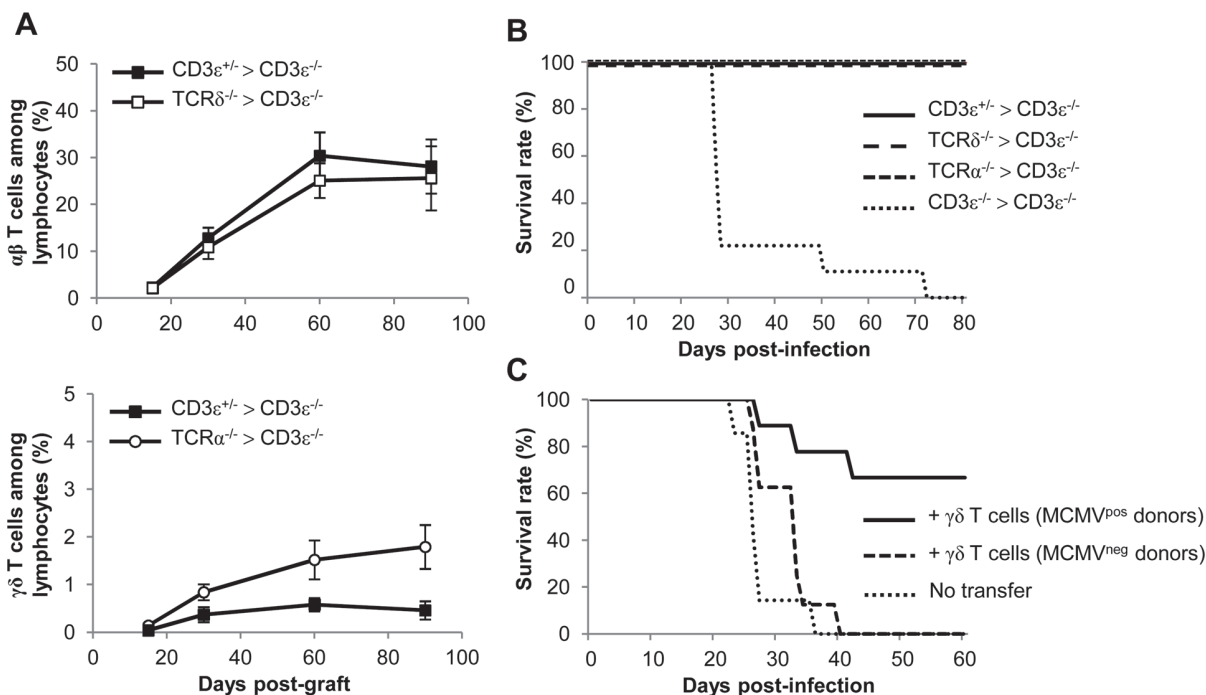 A
CD3ε+/- > CD3ε-/-
TCRδ-/- > CD3ε-/-
αβ T cells among
lymphocytes (%)
50
40
30
20
10
0
0 20 40 60 80 100
CD3ε+/- > CD3ε-/-
TCRα-/- > CD3ε-/-
γδ T cells among
lymphocytes (%)
5
4
3
2
1
0
0 20 40 60 80 100
Days post-graft
B
Survival rate (%)
100
80
60
40
20
0
CD3ε+/- > CD3ε-/-
TCRδ-/- > CD3ε-/-
TCRα-/- > CD3ε-/-
CD3ε-/- > CD3ε-/-
0 10 20 30 40 50 60 70 80
Days post-infection
C
Survival rate (%)
100
80
60
40
20
0
+ γδ T cells (MCMVpos donors)
+ γδ T cells (MCMVneg donors)
No transfer
0 10 20 30 40 50 60
Days post-infection